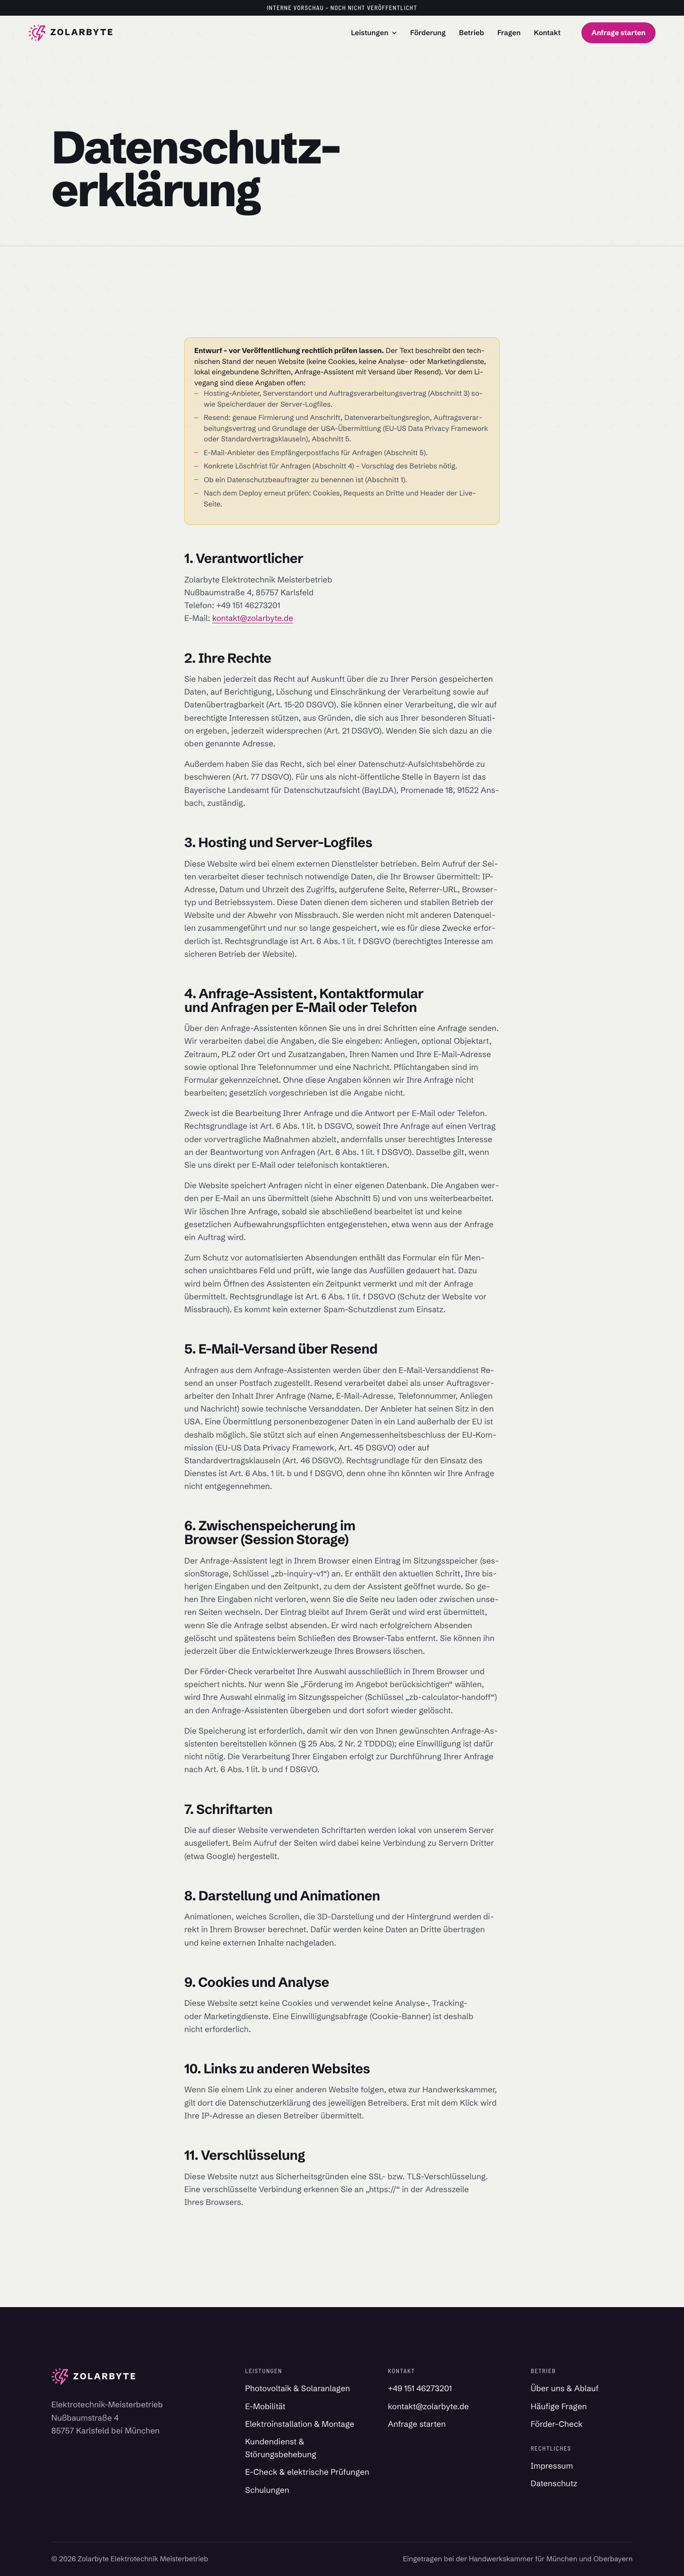 INTERNE VORSCHAU – NOCH NICHT VERÖFFENTLICHT
ZOLARBYTE
Leistungen
Förderung
Betrieb
Fragen
Kontakt
Anfrage starten
Datenschutz-
erklärung
Entwurf – vor Veröffentlichung rechtlich prüfen lassen. Der Text beschreibt den tech-
nischen Stand der neuen Website (keine Cookies, keine Analyse- oder Marketingdienste,
lokal eingebundene Schriften, Anfrage-Assistent mit Versand über Resend). Vor dem Li-
vegang sind diese Angaben offen:
– Hosting-Anbieter, Serverstandort und Auftragsverarbeitungsvertrag (Abschnitt 3) so-
wie Speicherdauer der Server-Logfiles.
– Resend: genaue Firmierung und Anschrift, Datenverarbeitungsregion, Auftragsverar-
beitungsvertrag und Grundlage der USA-Übermittlung (EU-US Data Privacy Framework
oder Standardvertragsklauseln), Abschnitt 5.
– E-Mail-Anbieter des Empfängerpostfachs für Anfragen (Abschnitt 5).
– Konkrete Löschfrist für Anfragen (Abschnitt 4) – Vorschlag des Betriebs nötig.
– Ob ein Datenschutzbeauftragter zu benennen ist (Abschnitt 1).
– Nach dem Deploy erneut prüfen: Cookies, Requests an Dritte und Header der Live-
Seite.
1. Verantwortlicher
Zolarbyte Elektrotechnik Meisterbetrieb
Nußbaumstraße 4, 85757 Karlsfeld
Telefon: +49 151 46273201
E-Mail: kontakt@zolarbyte.de
2. Ihre Rechte
Sie haben jederzeit das Recht auf Auskunft über die zu Ihrer Person gespeicherten
Daten, auf Berichtigung, Löschung und Einschränkung der Verarbeitung sowie auf
Datenübertragbarkeit (Art. 15-20 DSGVO). Sie können einer Verarbeitung, die wir auf
berechtigte Interessen stützen, aus Gründen, die sich aus Ihrer besonderen Situati-
on ergeben, jederzeit widersprechen (Art. 21 DSGVO). Wenden Sie sich dazu an die
oben genannte Adresse.
Außerdem haben Sie das Recht, sich bei einer Datenschutz-Aufsichtsbehörde zu
beschweren (Art. 77 DSGVO). Für uns als nicht-öffentliche Stelle in Bayern ist das
Bayerische Landesamt für Datenschutzaufsicht (BayLDA), Promenade 18, 91522 Ans-
bach, zuständig.
3. Hosting und Server-Logfiles
Diese Website wird bei einem externen Dienstleister betrieben. Beim Aufruf der Sei-
ten verarbeitet dieser technisch notwendige Daten, die Ihr Browser übermittelt: IP-
Adresse, Datum und Uhrzeit des Zugriffs, aufgerufene Seite, Referrer-URL, Browser-
typ und Betriebssystem. Diese Daten dienen dem sicheren und stabilen Betrieb der
Website und der Abwehr von Missbrauch. Sie werden nicht mit anderen Datenquel-
len zusammengeführt und nur so lange gespeichert, wie es für diese Zwecke erfor-
derlich ist. Rechtsgrundlage ist Art. 6 Abs. 1 lit. f DSGVO (berechtigtes Interesse am
sicheren Betrieb der Website).
4. Anfrage-Assistent, Kontaktformular
und Anfragen per E-Mail oder Telefon
Über den Anfrage-Assistenten können Sie uns in drei Schritten eine Anfrage senden.
Wir verarbeiten dabei die Angaben, die Sie eingeben: Anliegen, optional Objektart,
Zeitraum, PLZ oder Ort und Zusatzangaben, Ihren Namen und Ihre E-Mail-Adresse
sowie optional Ihre Telefonnummer und eine Nachricht. Pflichtangaben sind im
Formular gekennzeichnet. Ohne diese Angaben können wir Ihre Anfrage nicht
bearbeiten; gesetzlich vorgeschrieben ist die Angabe nicht.
Zweck ist die Bearbeitung Ihrer Anfrage und die Antwort per E-Mail oder Telefon.
Rechtsgrundlage ist Art. 6 Abs. 1 lit. b DSGVO, soweit Ihre Anfrage auf einen Vertrag
oder vorvertragliche Maßnahmen abzielt, andernfalls unser berechtigtes Interesse
an der Beantwortung von Anfragen (Art. 6 Abs. 1 lit. f DSGVO). Dasselbe gilt, wenn
Sie uns direkt per E-Mail oder telefonisch kontaktieren.
Die Website speichert Anfragen nicht in einer eigenen Datenbank. Die Angaben wer-
den per E-Mail an uns übermittelt (siehe Abschnitt 5) und von uns weiterbearbeitet.
Wir löschen Ihre Anfrage, sobald sie abschließend bearbeitet ist und keine
gesetzlichen Aufbewahrungspflichten entgegenstehen, etwa wenn aus der Anfrage
ein Auftrag wird.
Zum Schutz vor automatisierten Absendungen enthält das Formular ein für Men-
schen unsichtbares Feld und prüft, wie lange das Ausfüllen gedauert hat. Dazu
wird beim Öffnen des Assistenten ein Zeitpunkt vermerkt und mit der Anfrage
übermittelt. Rechtsgrundlage ist Art. 6 Abs. 1 lit. f DSGVO (Schutz der Website vor
Missbrauch). Es kommt kein externer Spam-Schutzdienst zum Einsatz.
5. E-Mail-Versand über Resend
Anfragen aus dem Anfrage-Assistenten werden über den E-Mail-Versanddienst Re-
send an unser Postfach zugestellt. Resend verarbeitet dabei als unser Auftragsver-
arbeiter den Inhalt Ihrer Anfrage (Name, E-Mail-Adresse, Telefonnummer, Anliegen
und Nachricht) sowie technische Versanddaten. Der Anbieter hat seinen Sitz in den
USA. Eine Übermittlung personenbezogener Daten in ein Land außerhalb der EU ist
deshalb möglich. Sie stützt sich auf einen Angemessenheitsbeschluss der EU-Kom-
mission (EU-US Data Privacy Framework, Art. 45 DSGVO) oder auf
Standardvertragsklauseln (Art. 46 DSGVO). Rechtsgrundlage für den Einsatz des
Dienstes ist Art. 6 Abs. 1 lit. b und f DSGVO, denn ohne ihn könnten wir Ihre Anfrage
nicht entgegennehmen.
6. Zwischenspeicherung im
Browser (Session Storage)
Der Anfrage-Assistent legt in Ihrem Browser einen Eintrag im Sitzungsspeicher (ses-
sionStorage, Schlüssel „zb-inquiry-v1“) an. Er enthält den aktuellen Schritt, Ihre bis-
herigen Eingaben und den Zeitpunkt, zu dem der Assistent geöffnet wurde. So ge-
hen Ihre Eingaben nicht verloren, wenn Sie die Seite neu laden oder zwischen unse-
ren Seiten wechseln. Der Eintrag bleibt auf Ihrem Gerät und wird erst übermittelt,
wenn Sie die Anfrage selbst absenden. Er wird nach erfolgreichem Absenden
gelöscht und spätestens beim Schließen des Browser-Tabs entfernt. Sie können ihn
jederzeit über die Entwicklerwerkzeuge Ihres Browsers löschen.
Der Förder-Check verarbeitet Ihre Auswahl ausschließlich in Ihrem Browser und
speichert nichts. Nur wenn Sie „Förderung im Angebot berücksichtigen“ wählen,
wird Ihre Auswahl einmalig im Sitzungsspeicher (Schlüssel „zb-calculator-handoff“)
an den Anfrage-Assistenten übergeben und dort sofort wieder gelöscht.
Die Speicherung ist erforderlich, damit wir den von Ihnen gewünschten Anfrage-As-
sistenten bereitstellen können (§ 25 Abs. 2 Nr. 2 TDDDG); eine Einwilligung ist dafür
nicht nötig. Die Verarbeitung Ihrer Eingaben erfolgt zur Durchführung Ihrer Anfrage
nach Art. 6 Abs. 1 lit. b und f DSGVO.
7. Schriftarten
Die auf dieser Website verwendeten Schriftarten werden lokal von unserem Server
ausgeliefert. Beim Aufruf der Seiten wird dabei keine Verbindung zu Servern Dritter
(etwa Google) hergestellt.
8. Darstellung und Animationen
Animationen, weiches Scrollen, die 3D-Darstellung und der Hintergrund werden di-
rekt in Ihrem Browser berechnet. Dafür werden keine Daten an Dritte übertragen
und keine externen Inhalte nachgeladen.
9. Cookies und Analyse
Diese Website setzt keine Cookies und verwendet keine Analyse-, Tracking-
oder Marketingdienste. Eine Einwilligungsabfrage (Cookie-Banner) ist deshalb
nicht erforderlich.
10. Links zu anderen Websites
Wenn Sie einem Link zu einer anderen Website folgen, etwa zur Handwerkskammer,
gilt dort die Datenschutzerklärung des jeweiligen Betreibers. Erst mit dem Klick wird
Ihre IP-Adresse an diesen Betreiber übermittelt.
11. Verschlüsselung
Diese Website nutzt aus Sicherheitsgründen eine SSL- bzw. TLS-Verschlüsselung.
Eine verschlüsselte Verbindung erkennen Sie an „https://“ in der Adresszeile
Ihres Browsers.
ZOLARBYTE
Elektrotechnik-Meisterbetrieb
Nußbaumstraße 4
85757 Karlsfeld bei München
LEISTUNGEN
Photovoltaik & Solaranlagen
E-Mobilität
Elektroinstallation & Montage
Kundendienst &
Störungsbehebung
E-Check & elektrische Prüfungen
Schulungen
KONTAKT
+49 151 46273201
kontakt@zolarbyte.de
Anfrage starten
BETRIEB
Über uns & Ablauf
Häufige Fragen
Förder-Check
RECHTLICHES
Impressum
Datenschutz
© 2026 Zolarbyte Elektrotechnik Meisterbetrieb
Eingetragen bei der Handwerkskammer für München und Oberbayern